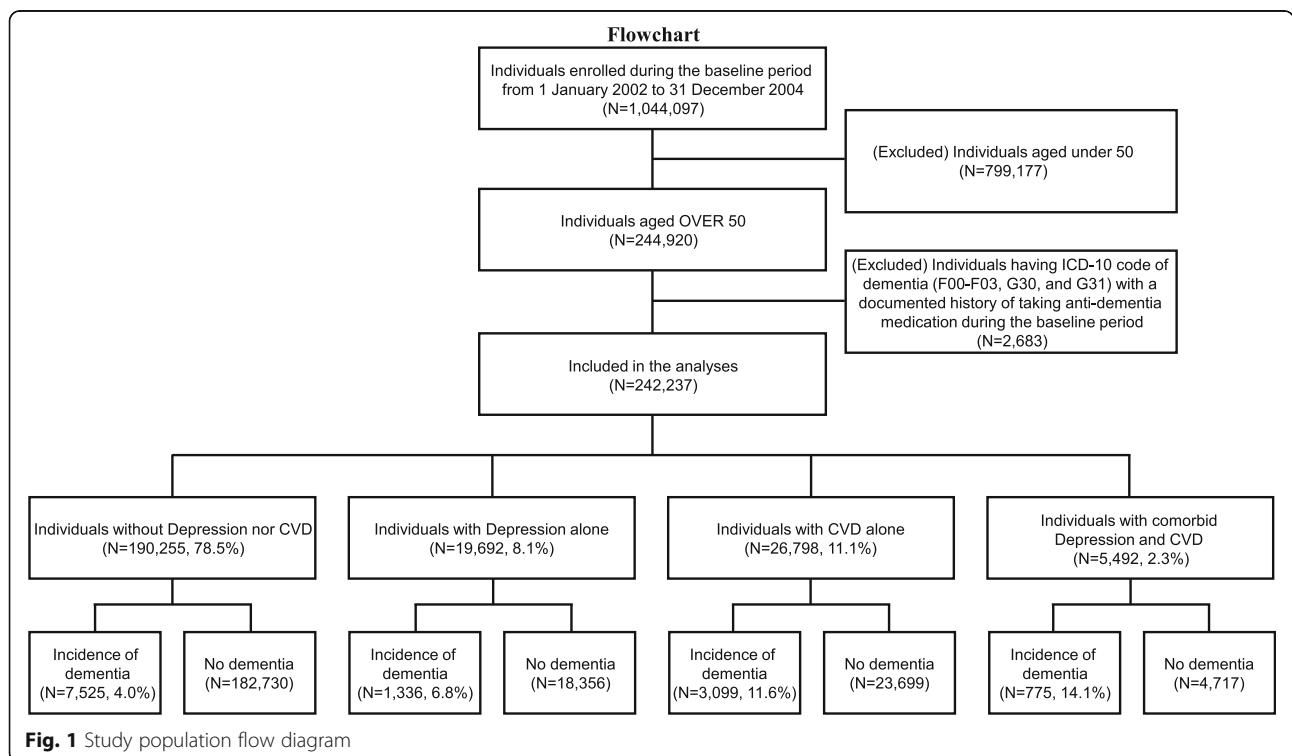 Flowchart
Individuals enrolled during the baseline period
from 1 January 2002 to 31 December 2004
(N=1,044,097)
(Excluded) Individuals aged under 50
(N=799,177)
Individuals aged OVER 50
(N=244,920)
(Excluded) Individuals having ICD-10 code of
dementia (F00-F03, G30, and G31) with a
documented history of taking anti-dementia
medication during the baseline period
(N=2,683)
Included in the analyses
(N=242,237)
Individuals without Depression nor CVD
(N=190,255, 78.5%)
Individuals with Depression alone
(N=19,692, 8.1%)
Individuals with CVD alone
(N=26,798, 11.1%)
Individuals with comorbid
Depression and CVD
(N=5,492, 2.3%)
Incidence of
dementia
(N=7,525, 4.0%)
No dementia
(N=182,730)
Incidence of
dementia
(N=1,336, 6.8%)
No dementia
(N=18,356)
Incidence of
dementia
(N=3,099, 11.6%)
No dementia
(N=23,699)
Incidence of
dementia
(N=775, 14.1%)
No dementia
(N=4,717)
Fig. 1 Study population flow diagram